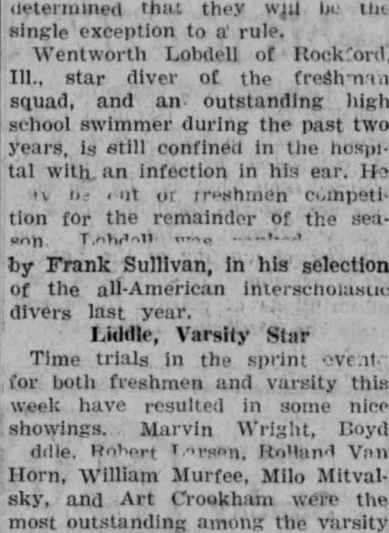 determined that they will be the
single exception to a rule.
Wentworth Lobdell of Rockford,
Ill., star diver of the freshman
squad, and an outstanding high
school swimmer during the past two
years, is still confined in the hospi-
tal with an infection in his ear. He
be out of freshmen competi-
tion for the remainder of the sea-
son. Lobdell was
by Frank Sullivan, in his selection
of the all-American interscholastic
divers last year.
Liddle, Varsity Star
Time trials in the sprint events
for both freshmen and varsity this
week have resulted in some nice
showings. Marvin Wright, Boyd
ddle, Robert Larsen, Rolland Van
Horn, William Murfee, Milo Mitval-
sky, and Art Crookham were the
most outstanding among the varsity